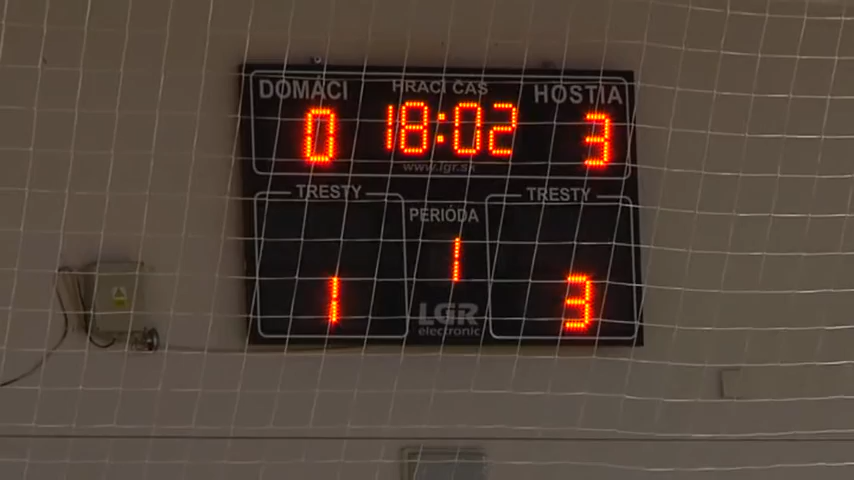 DOMÁCI HRACÍ ČAS HOSTIA
0 18:02 3
www.lgr.sk
TRESTY PERIÓDA TRESTY
1
1 3
LGR
electronic